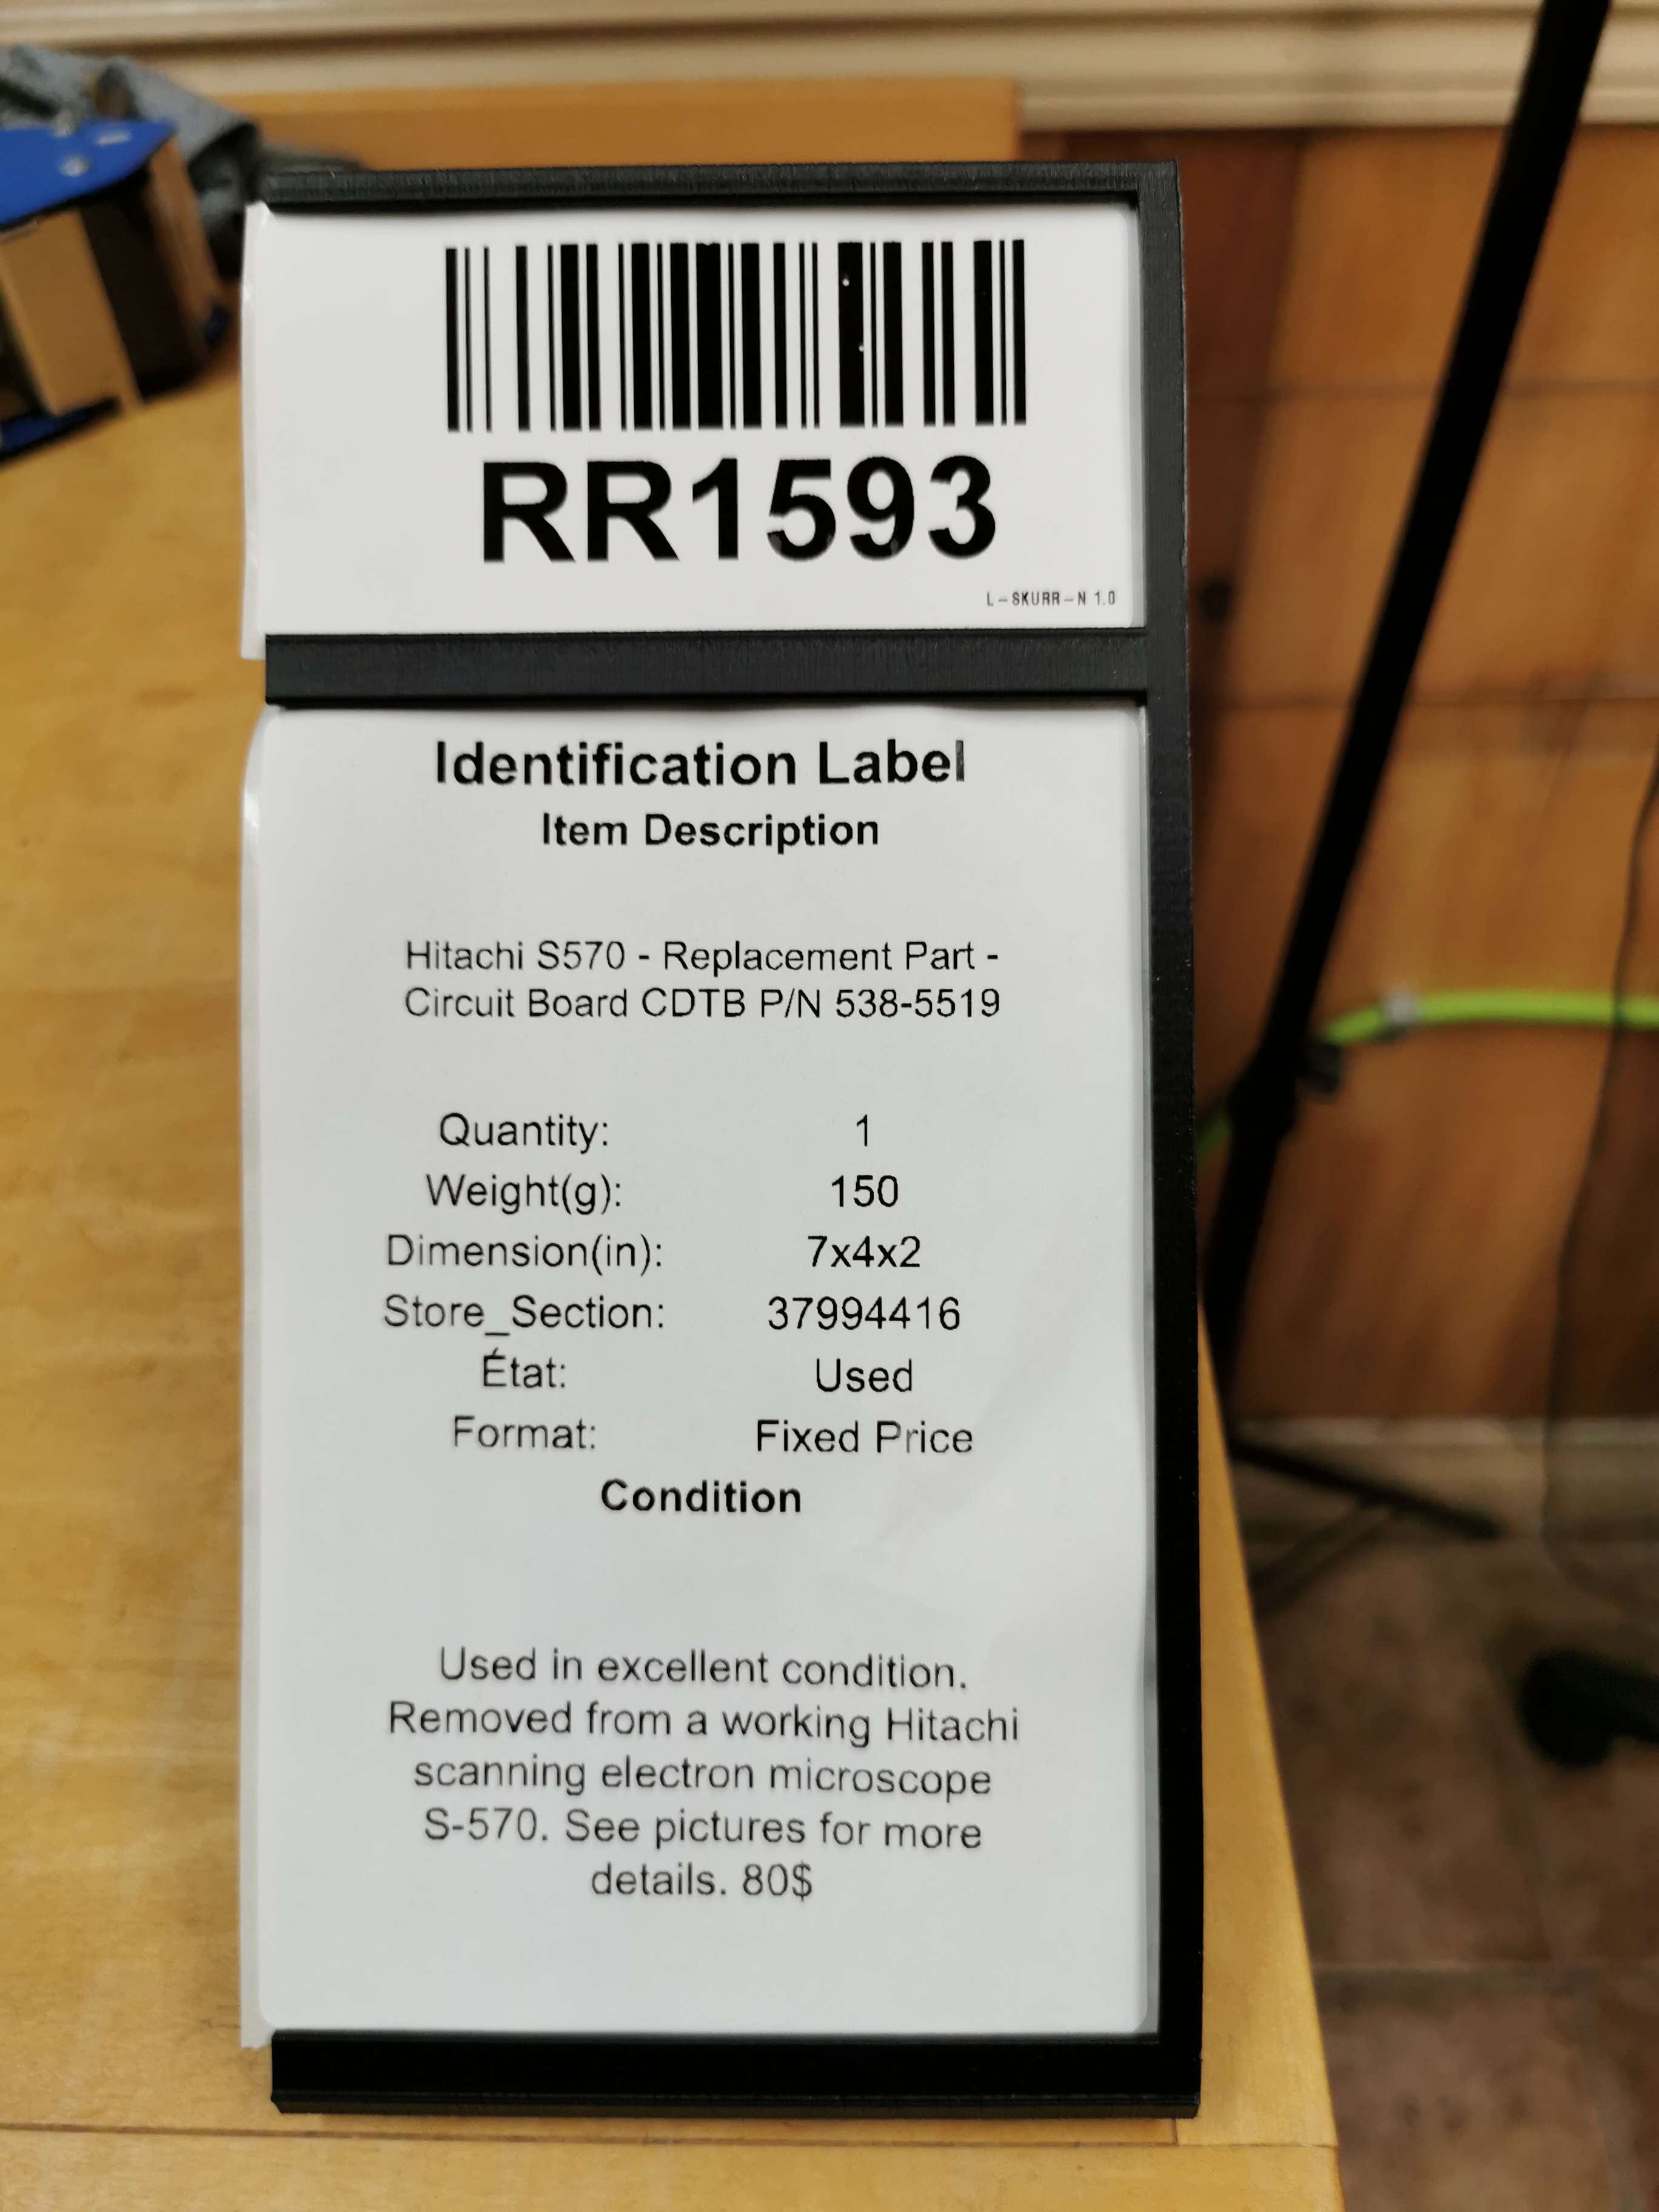 RR1593
L-SKURR-N 1.0
Identification Label
Item Description
Hitachi S570 - Replacement Part -
Circuit Board CDTB P/N 538-5519
Quantity: 1
Weight(g): 150
Dimension(in): 7x4x2
Store_Section: 37994416
État: Used
Format: Fixed Price
Condition
Used in excellent condition.
Removed from a working Hitachi
scanning electron microscope
S-570. See pictures for more
details. 80$